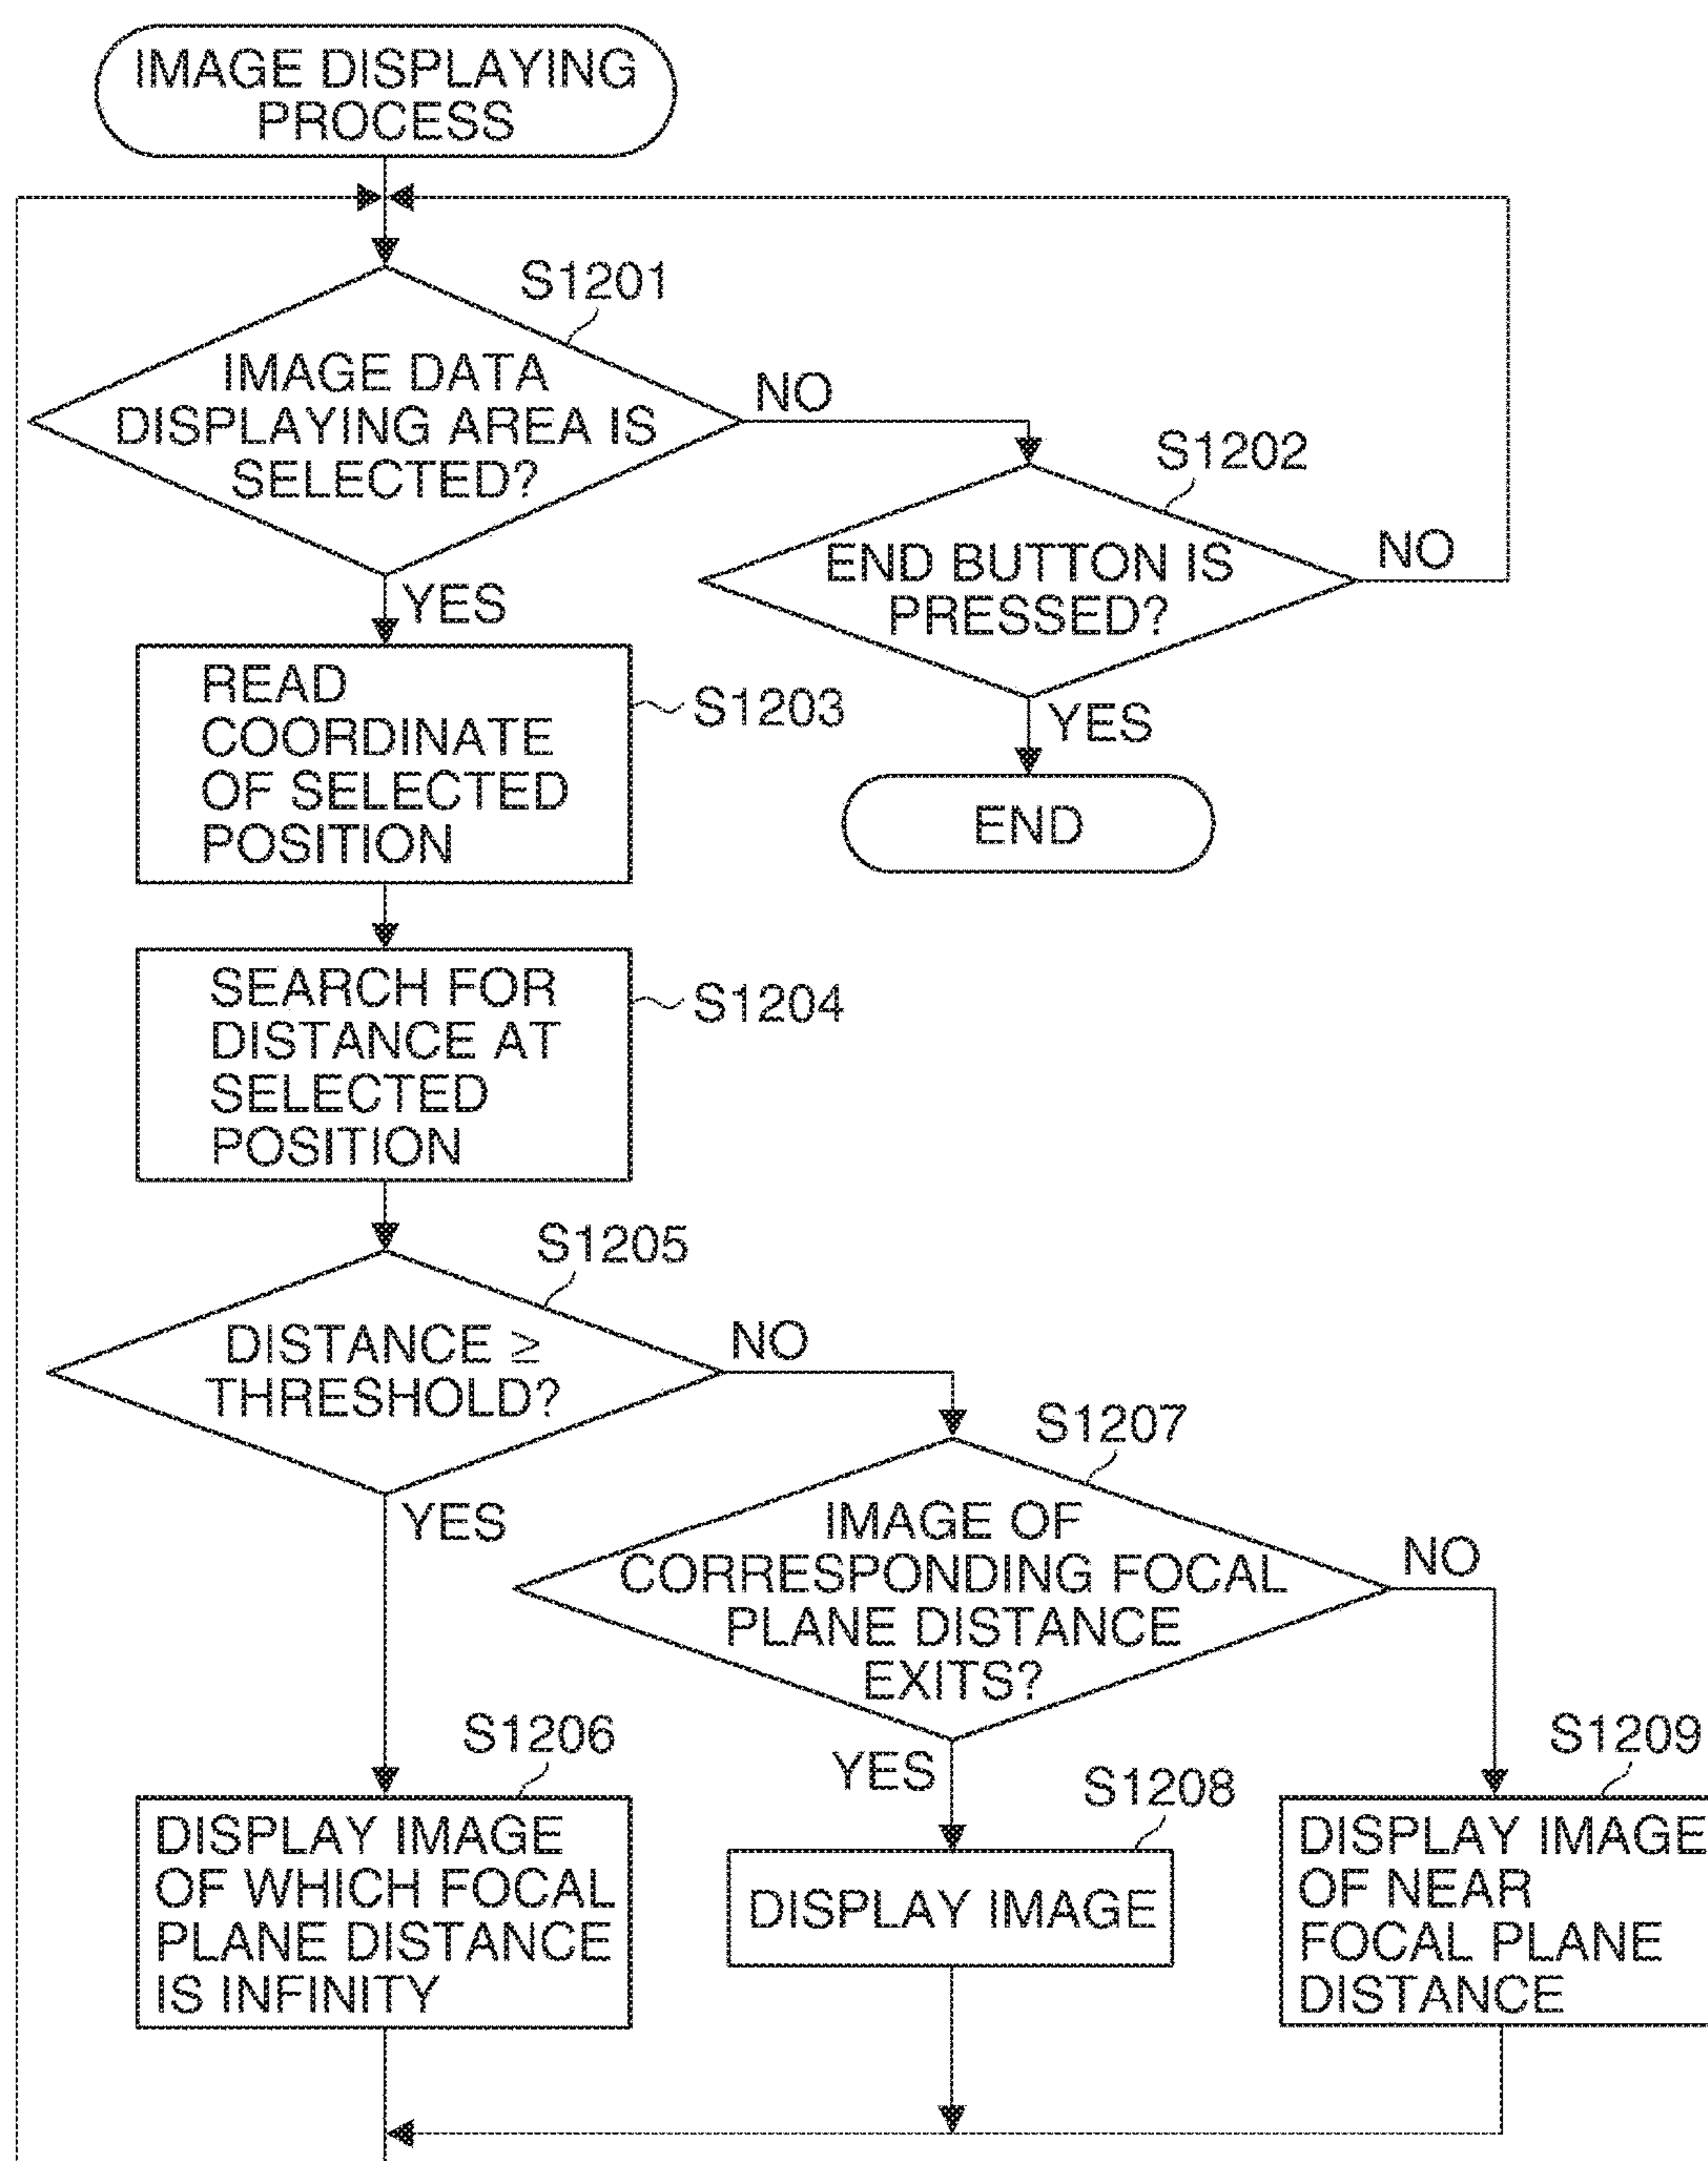 IMAGE DISPLAYING
PROCESS
S1201
IMAGE DATA
DISPLAYING AREA IS
SELECTED?
NO
S1202
END BUTTON IS
PRESSED?
NO
YES
YES
END
READ
COORDINATE
OF SELECTED
POSITION
S1203
SEARCH FOR
DISTANCE AT
SELECTED
POSITION
S1204
S1205
DISTANCE ≥
THRESHOLD?
NO
YES
S1207
IMAGE OF
CORRESPONDING FOCAL
PLANE DISTANCE
EXITS?
NO
YES
S1206
DISPLAY IMAGE
OF WHICH FOCAL
PLANE DISTANCE
IS INFINITY
S1208
DISPLAY IMAGE
S1209
DISPLAY IMAGE
OF NEAR
FOCAL PLANE
DISTANCE